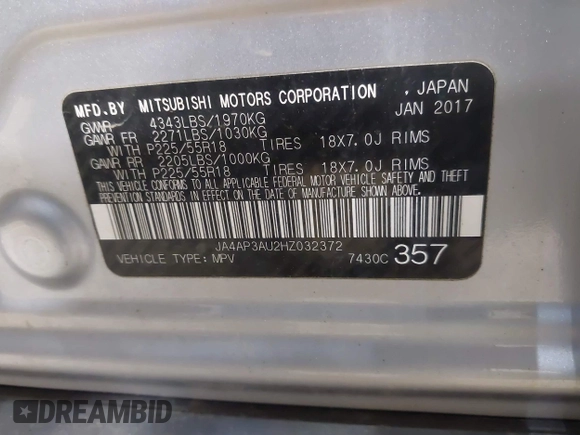 MFD.BY MITSUBISHI MOTORS CORPORATION , JAPAN
GVWR 4343LBS/1970KG JAN 2017
GAWR FR 2271LBS/1030KG
WITH P225/55R18 TIRES 18X7.0J RIMS
GAWR RR 2205LBS/1000KG
WITH P225/55R18 TIRES 18X7.0J RIMS
THIS VEHICLE CONFORMS TO ALL APPLICABLE FEDERAL MOTOR VEHICLE SAFETY AND THEFT
PREVENTION STANDARDS IN EFFECT ON THE DATE OF MANUFACTURE SHOWN ABOVE.
JA4AP3AU2HZ032372
VEHICLE TYPE: MPV 7430C 357
DREAMBID